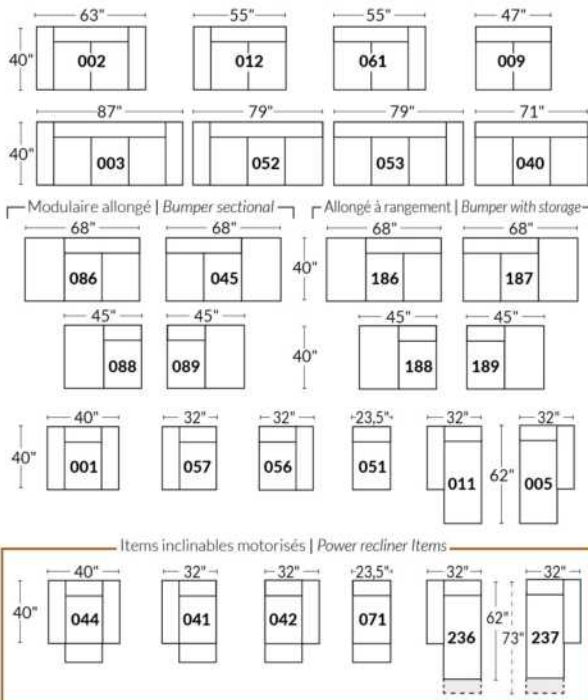 63" 55" 55" 47"
40" 002 012 061 009
87" 79" 79" 71"
40" 003 052 053 040
Modulaire allongé | Bumper sectional Allongé à rangement | Bumper with storage
68" 68" 68" 68"
086 045 40" 186 187
45" 45" 45" 45"
088 089 40" 188 189
40" 32" 32" 23,5" 32" 32"
40" 001 057 056 051 011 62" 005
Items inclinables motorisés | Power recliner Items
40" 32" 32" 23,5" 32" 32"
40" 044 041 042 071 236 62" 73" 237